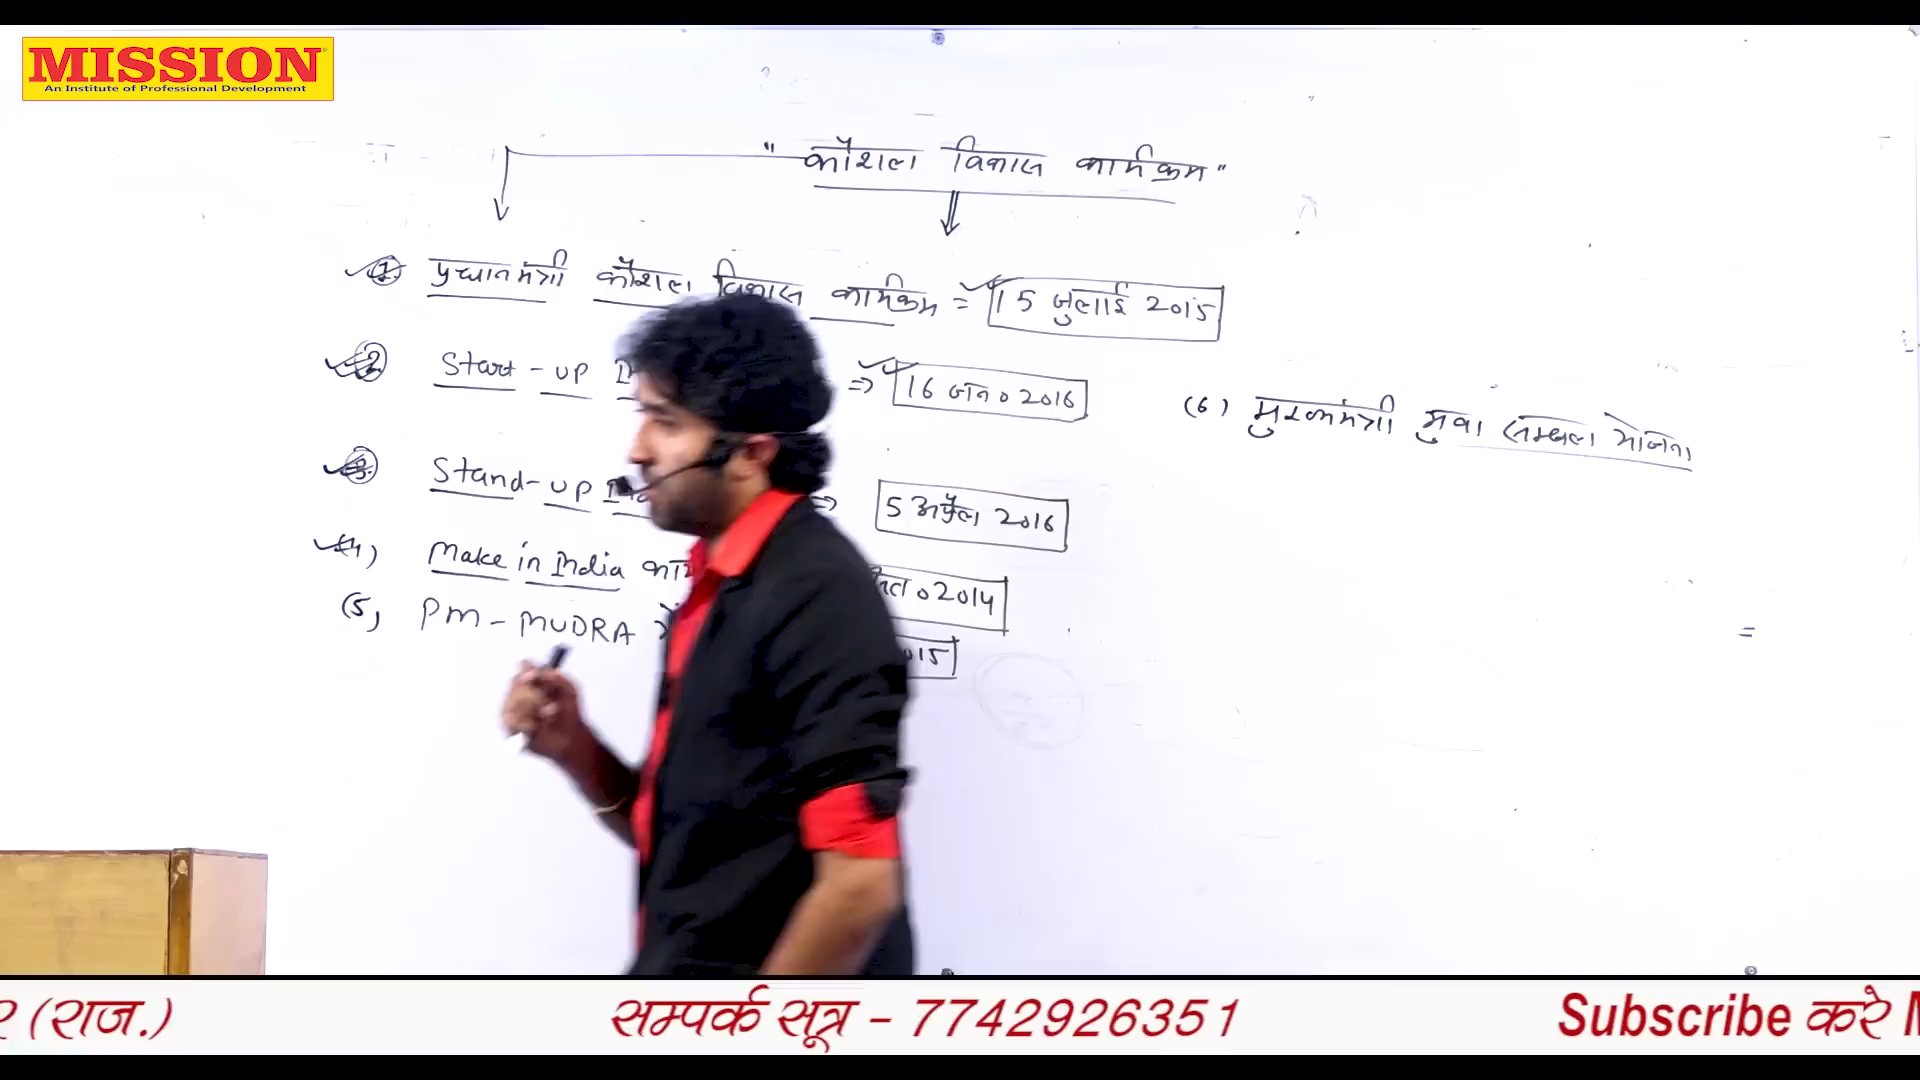 MISSION
An Institute of Professional Development
" कौशल विकास कार्यक्रम "
1. प्रधानमंत्री कौशल विकास कार्यक्रम = 15 जुलाई 2015
2 Start-up ⇒ 16 जन० 2016
3. Stand-up ⇒ 5 अप्रैल 2016
(4) Make in India 2014
(5) PM-MUDRA
(6) मुख्यमंत्री युवा सम्बल योजना
=
(राज.) सम्पर्क सूत्र - 7742926351 Subscribe करे